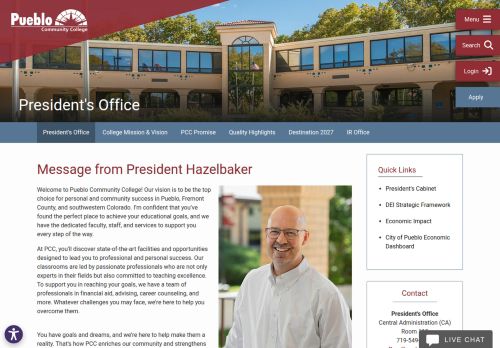 Pueblo
Community College
Menu
Search
Login
Apply
President's Office
President's Office
College Mission & Vision
PCC Promise
Quality Highlights
Destination 2027
IR Office
Message from President Hazelbaker
Welcome to Pueblo Community College! Our vision is to be the top
choice for personal and community success in Pueblo, Fremont
County, and southwestern Colorado. I'm confident that you've
found the perfect place to achieve your educational goals, and we
have the dedicated faculty, staff, and services to support you
every step of the way.
At PCC, you'll discover state-of-the-art facilities and opportunities
designed to lead you to professional and personal success. Our
classrooms are led by passionate professionals who are not only
experts in their fields but also committed to teaching excellence.
To support you in reaching your goals, we have a team of
professionals in financial aid, advising, career counseling, and
more. Whatever challenges you may face, we're here to help you
overcome them.
You have goals and dreams, and we're here to help make them a
reality. That's how PCC enriches our community and strengthens
Quick Links
President's Cabinet
DEI Strategic Framework
Economic Impact
City of Pueblo Economic
Dashboard
Contact
President's Office
Central Administration (CA)
Room
719-549
LIVE CHAT